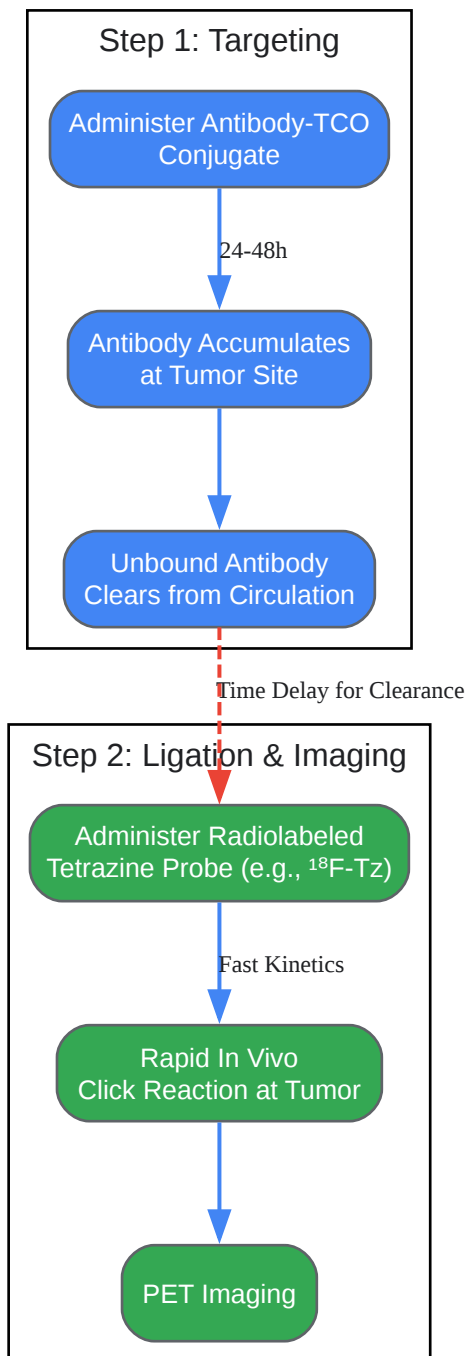 Step 1: Targeting
Administer Antibody-TCO
Conjugate
24-48h
Antibody Accumulates
at Tumor Site
Unbound Antibody
Clears from Circulation
Time Delay for Clearance
Step 2: Ligation & Imaging
Administer Radiolabeled
Tetrazine Probe (e.g., ¹⁸F-Tz)
Fast Kinetics
Rapid In Vivo
Click Reaction at Tumor
PET Imaging